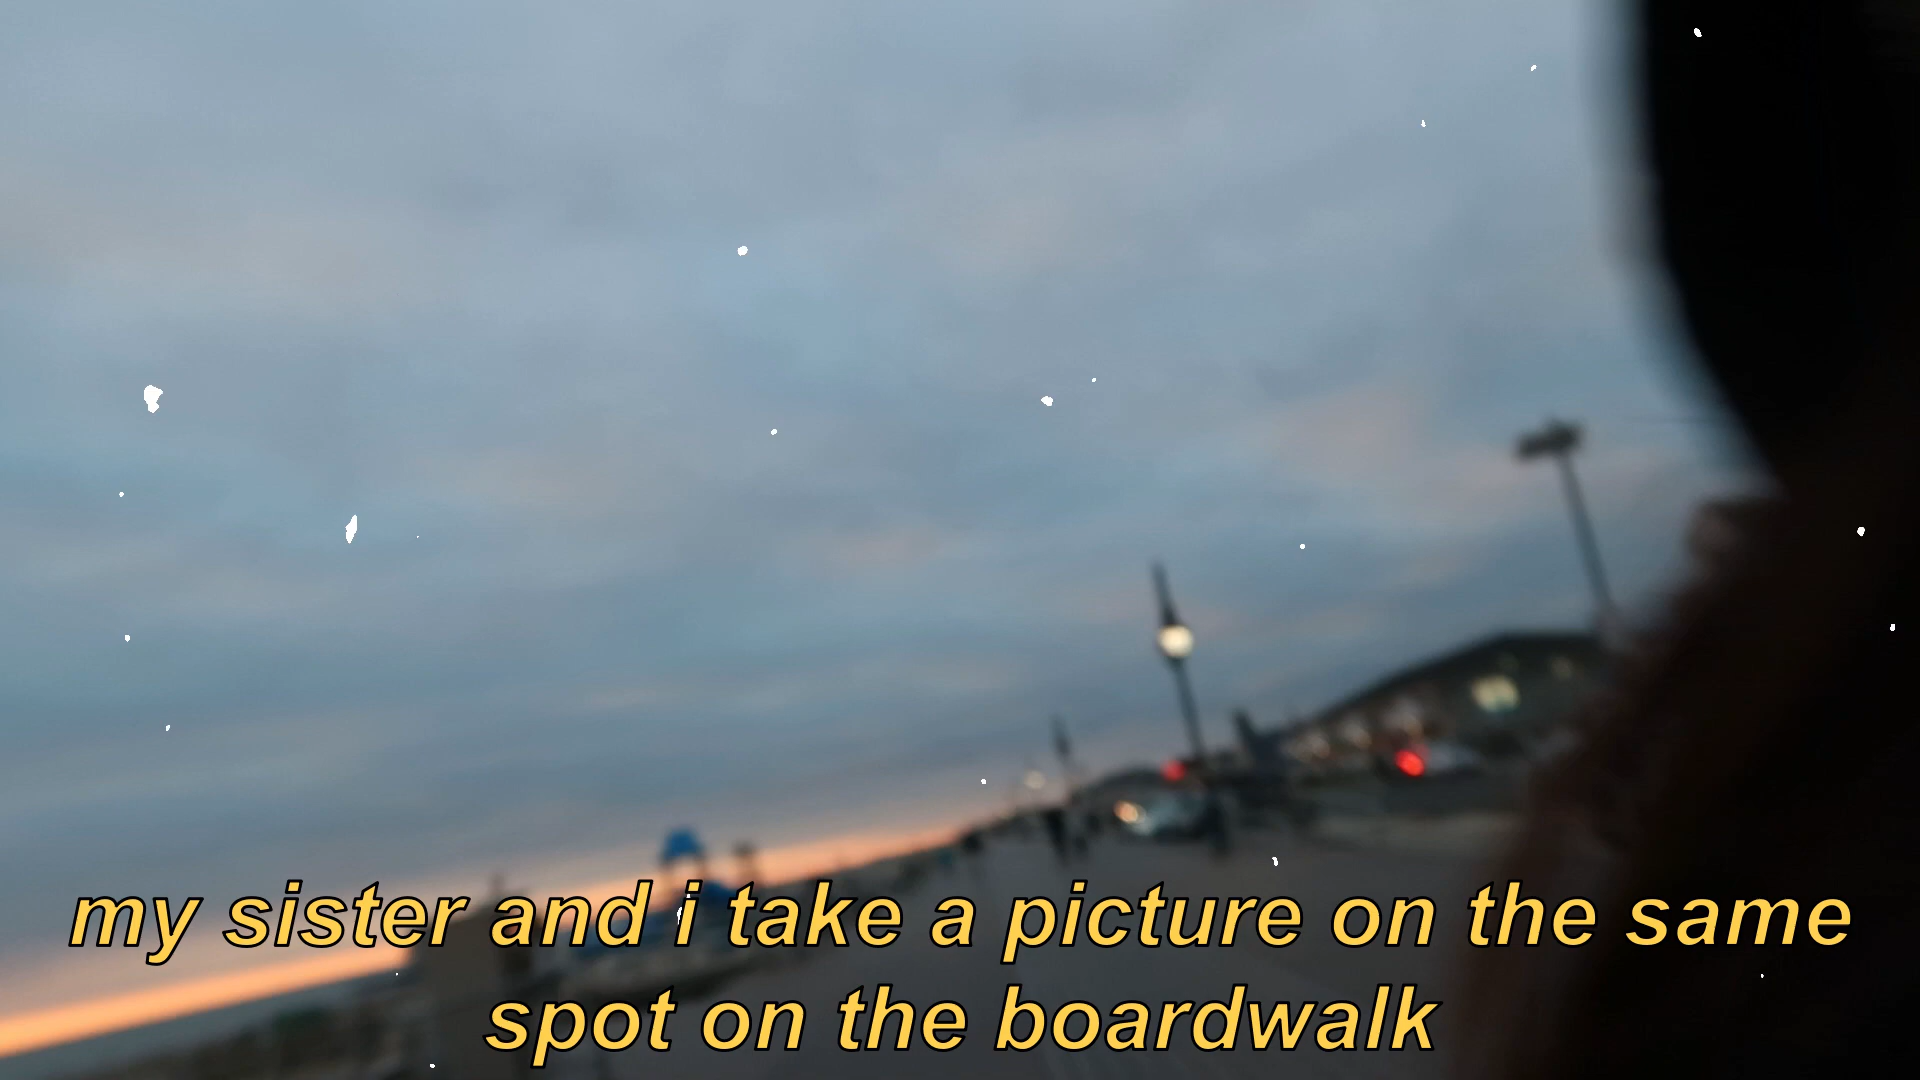 my sister and i take a picture on the same
spot on the boardwalk